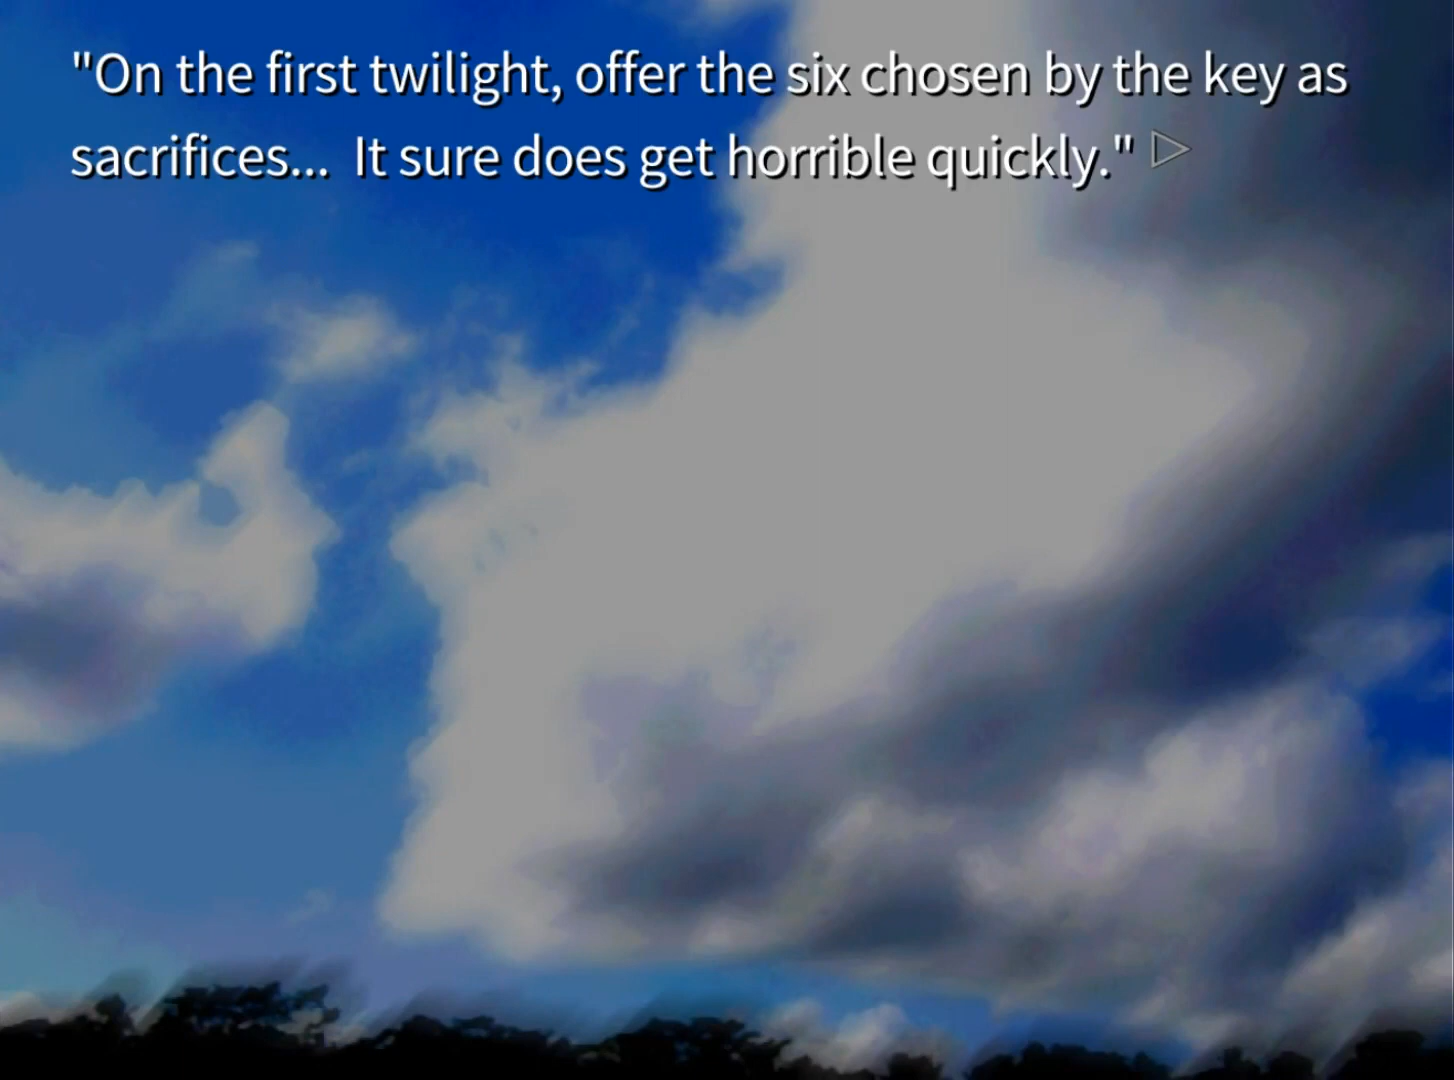 "On the first twilight, offer the six chosen by the key as
sacrifices...  It sure does get horrible quickly."